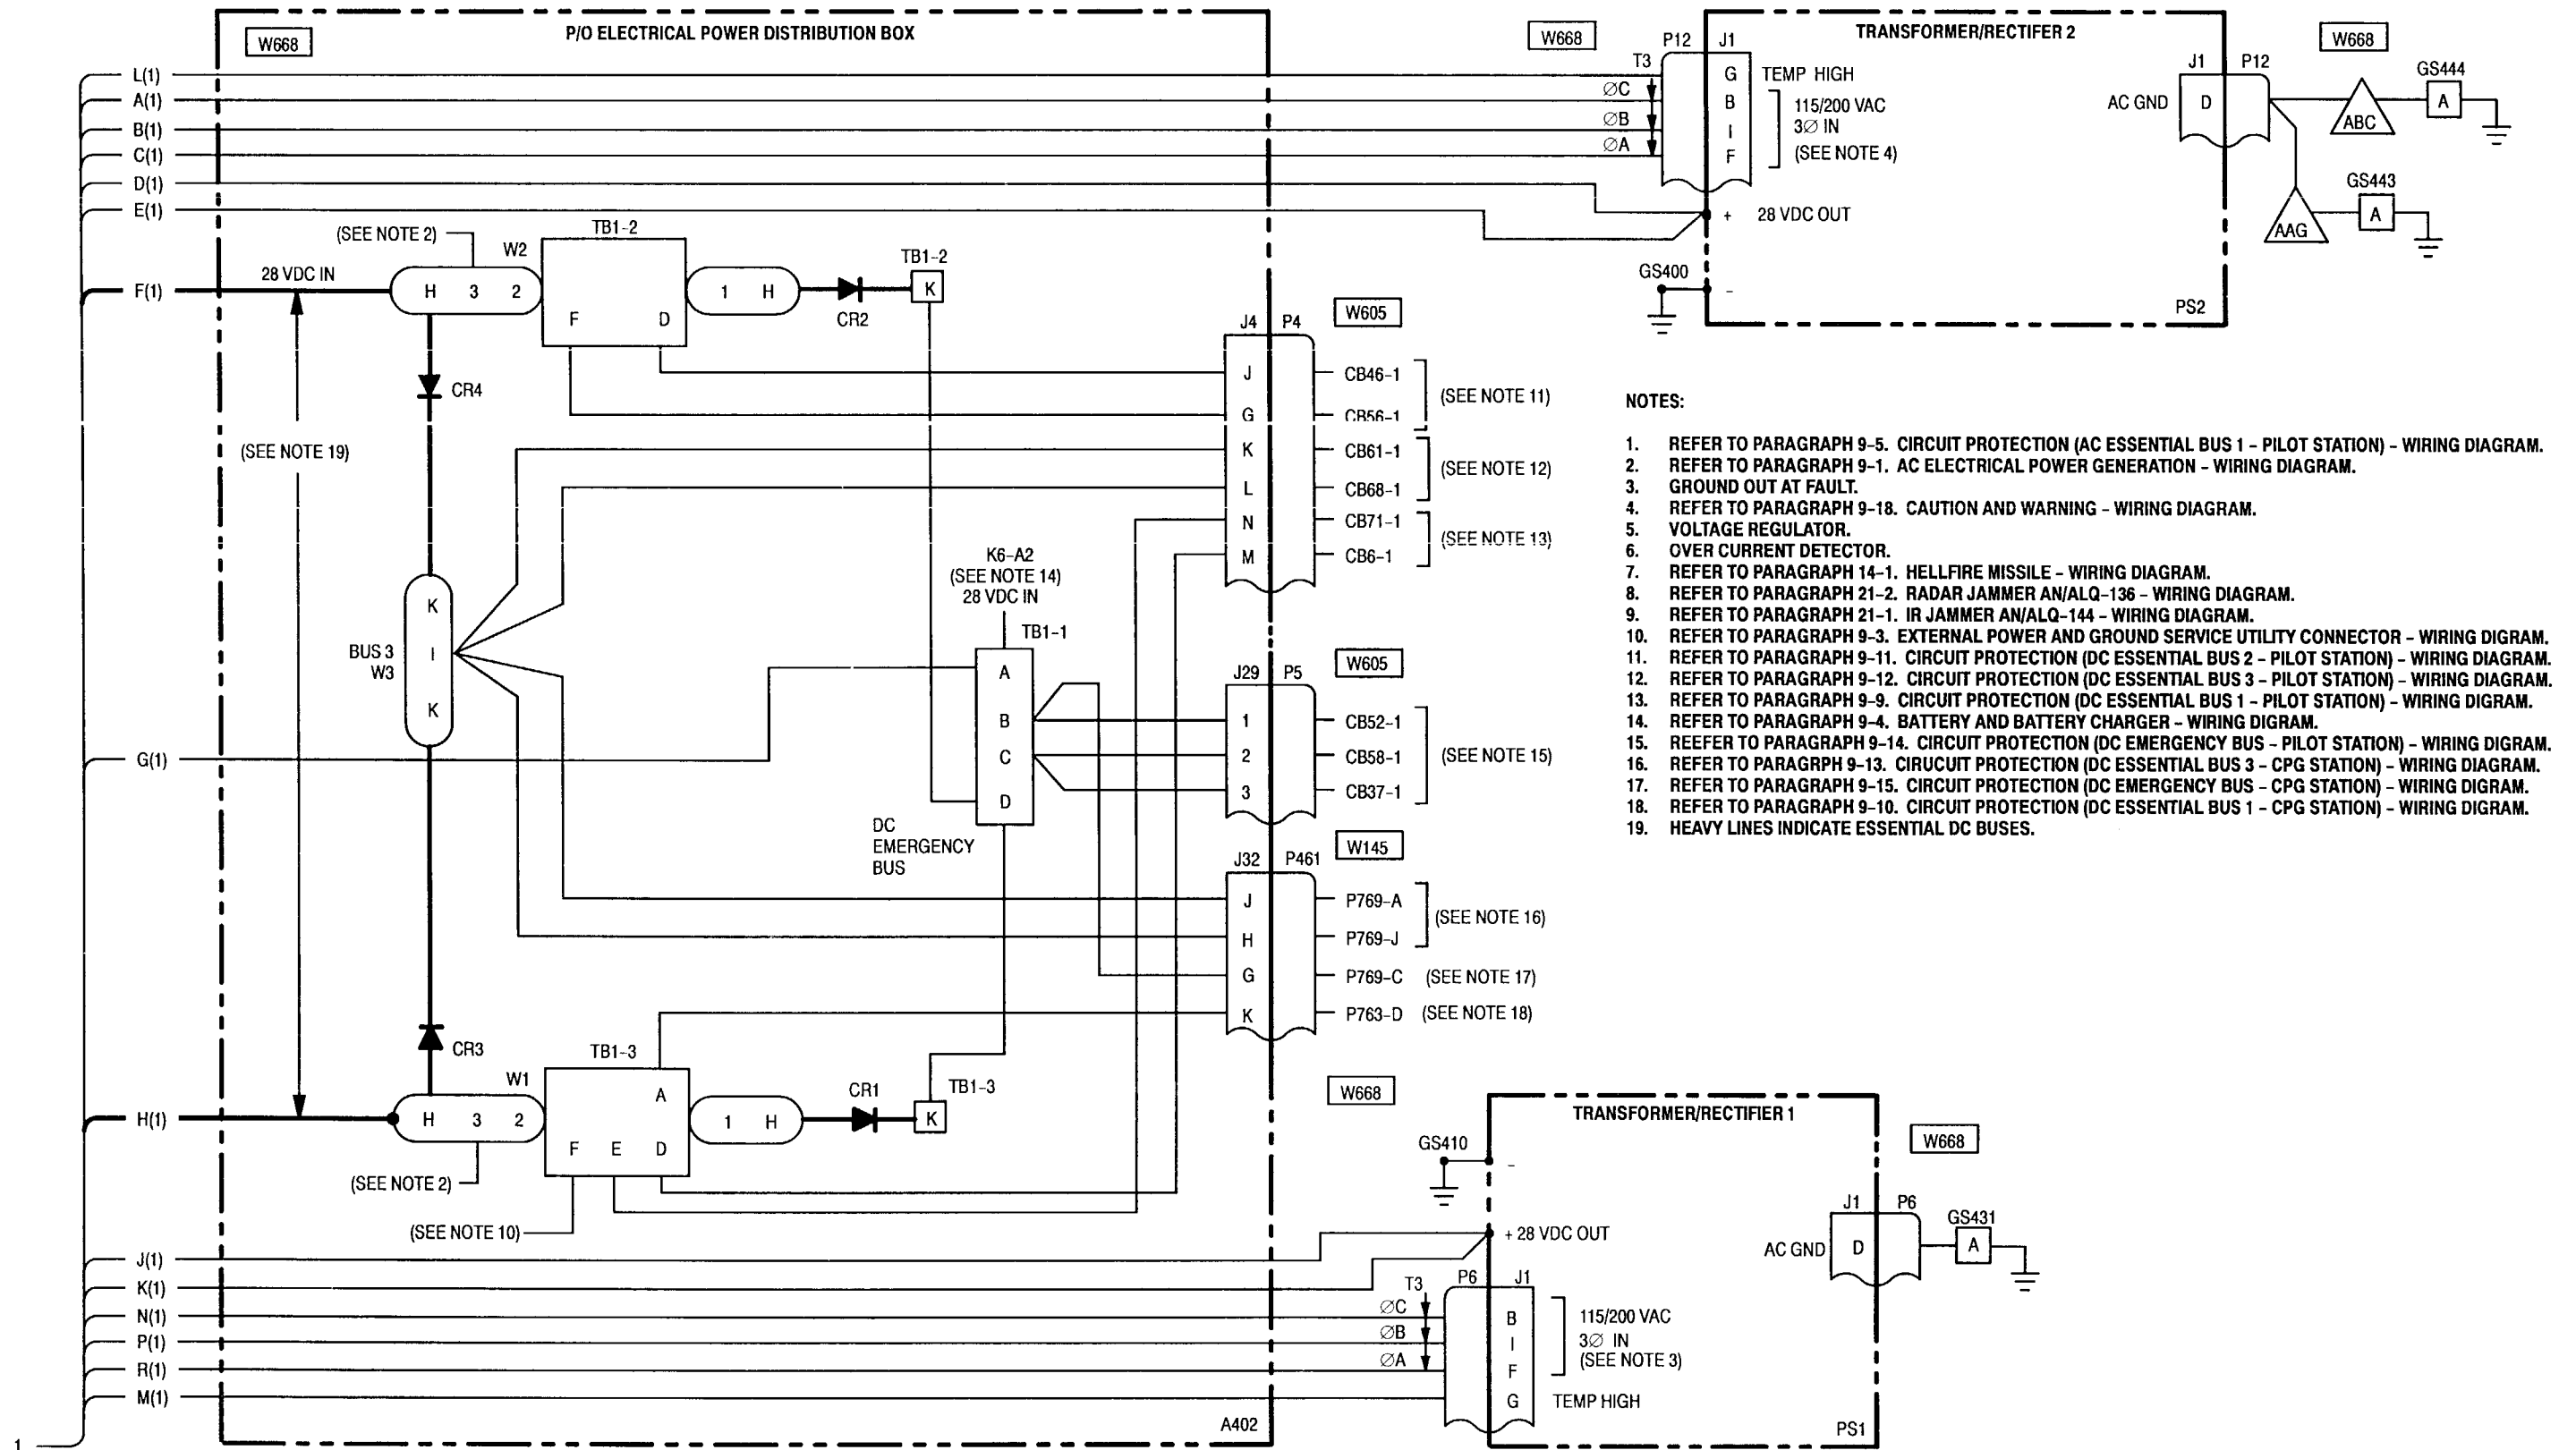 P/O ELECTRICAL POWER DISTRIBUTION BOX
W668
L(1)
A(1)
B(1)
C(1)
D(1)
E(1)
(SEE NOTE 2)
W2
TB1-2
28 VDC IN
F(1)
H 3 2
F D
1 H
CR2
TB1-2
K
CR4
(SEE NOTE 19)
K
I
K
BUS 3
W3
G(1)
K6-A2
(SEE NOTE 14)
28 VDC IN
TB1-1
A
B
C
D
DC
EMERGENCY
BUS
CR3
W1
TB1-3
H(1)
H 3 2
A
F E D
1 H
CR1
TB1-3
K
(SEE NOTE 2)
(SEE NOTE 10)
J(1)
K(1)
N(1)
P(1)
R(1)
M(1)
1
A402
J4 P4
W605
J CB46-1
G CB56-1
(SEE NOTE 11)
K CB61-1
L CB68-1
(SEE NOTE 12)
N CB71-1
M CB6-1
(SEE NOTE 13)
J29 P5
W605
1 CB52-1
2 CB58-1
3 CB37-1
(SEE NOTE 15)
J32 P461
W145
J P769-A
H P769-J
(SEE NOTE 16)
G P769-C (SEE NOTE 17)
K P763-D (SEE NOTE 18)
W668
TRANSFORMER/RECTIFER 2
W668
P12 J1
T3
G TEMP HIGH
∅C B
∅B I
∅A F
115/200 VAC
3∅ IN
(SEE NOTE 4)
+ 28 VDC OUT
GS400
-
PS2
J1 P12
AC GND D
W668
ABC
GS444
A
AAG
GS443
A
NOTES:
1. REFER TO PARAGRAPH 9-5. CIRCUIT PROTECTION (AC ESSENTIAL BUS 1 - PILOT STATION) - WIRING DIAGRAM.
2. REFER TO PARAGRAPH 9-1. AC ELECTRICAL POWER GENERATION - WIRING DIAGRAM.
3. GROUND OUT AT FAULT.
4. REFER TO PARAGRAPH 9-18. CAUTION AND WARNING - WIRING DIAGRAM.
5. VOLTAGE REGULATOR.
6. OVER CURRENT DETECTOR.
7. REFER TO PARAGRAPH 14-1. HELLFIRE MISSILE - WIRING DIAGRAM.
8. REFER TO PARAGRAPH 21-2. RADAR JAMMER AN/ALQ-136 - WIRING DIAGRAM.
9. REFER TO PARAGRAPH 21-1. IR JAMMER AN/ALQ-144 - WIRING DIAGRAM.
10. REFER TO PARAGRAPH 9-3. EXTERNAL POWER AND GROUND SERVICE UTILITY CONNECTOR - WIRING DIGRAM.
11. REFER TO PARAGRAPH 9-11. CIRCUIT PROTECTION (DC ESSENTIAL BUS 2 - PILOT STATION) - WIRING DIAGRAM.
12. REFER TO PARAGRAPH 9-12. CIRCUIT PROTECTION (DC ESSENTIAL BUS 3 - PILOT STATION) - WIRING DIAGRAM.
13. REFER TO PARAGRAPH 9-9. CIRCUIT PROTECTION (DC ESSENTIAL BUS 1 - PILOT STATION) - WIRING DIGRAM.
14. REFER TO PARAGRAPH 9-4. BATTERY AND BATTERY CHARGER - WIRING DIGRAM.
15. REEFER TO PARAGRAPH 9-14. CIRCUIT PROTECTION (DC EMERGENCY BUS - PILOT STATION) - WIRING DIGRAM.
16. REFER TO PARAGRPH 9-13. CIRUCUIT PROTECTION (DC ESSENTIAL BUS 3 - CPG STATION) - WIRING DIAGRAM.
17. REFER TO PARAGRAPH 9-15. CIRCUIT PROTECTION (DC EMERGENCY BUS - CPG STATION) - WIRING DIGRAM.
18. REFER TO PARAGRAPH 9-10. CIRCUIT PROTECTION (DC ESSENTIAL BUS 1 - CPG STATION) - WIRING DIGRAM.
19. HEAVY LINES INDICATE ESSENTIAL DC BUSES.
W668
TRANSFORMER/RECTIFIER 1
GS410
-
+ 28 VDC OUT
P6 J1
T3
∅C B
∅B I
∅A F
115/200 VAC
3∅ IN
(SEE NOTE 3)
G TEMP HIGH
PS1
J1 P6
AC GND D
W668
GS431
A